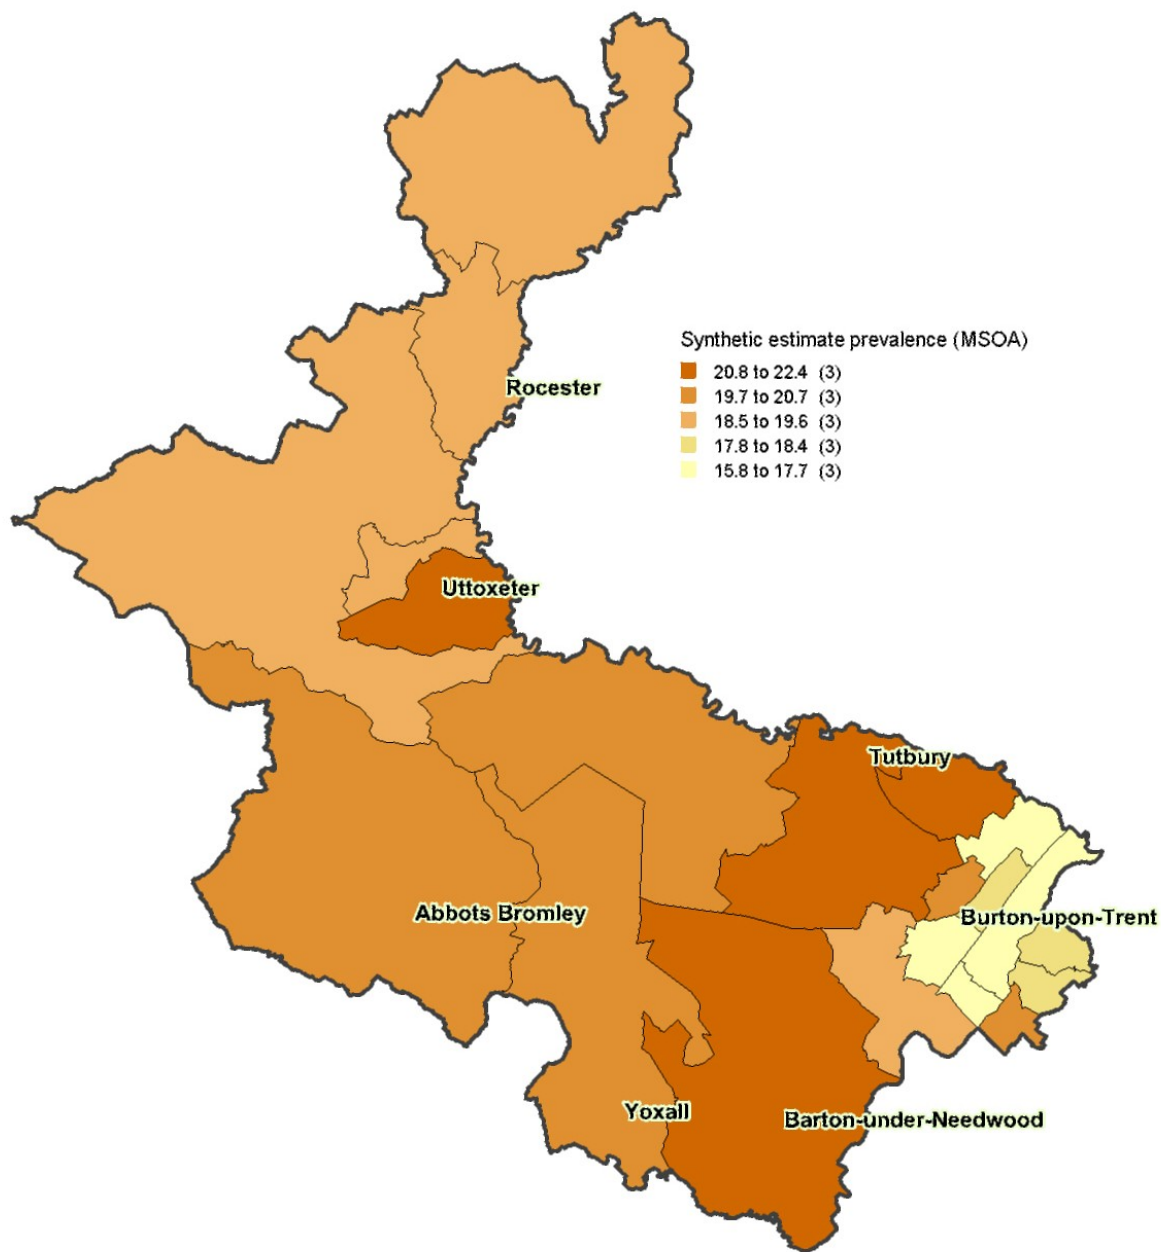 Synthetic estimate prevalence (MSOA)
20.8 to 22.4 (3)
19.7 to 20.7 (3)
18.5 to 19.6 (3)
17.8 to 18.4 (3)
15.8 to 17.7 (3)
Rocester
Uttoxeter
Tutbury
Abbots Bromley
Burton-upon-Trent
Yoxall
Barton-under-Needwood